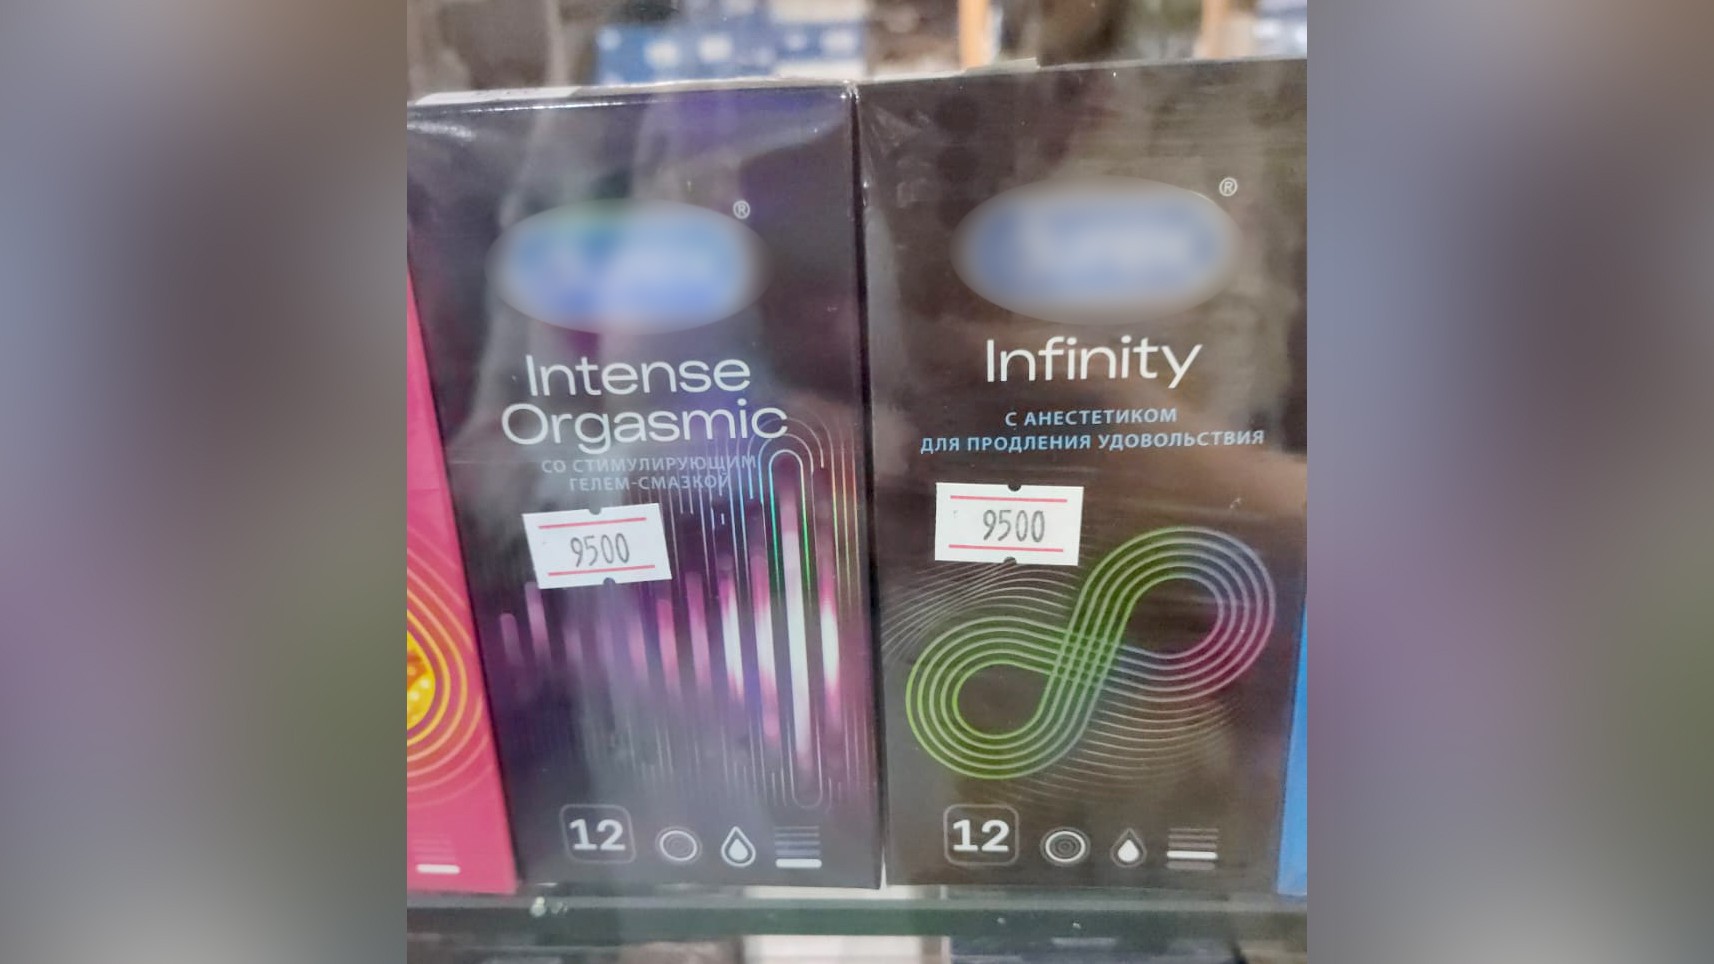 ®
Intense
Orgasmic
СО СТИМУЛИРУЮЩИМ
ГЕЛЕМ-СМАЗКОЙ
9500
12
®
Infinity
С АНЕСТЕТИКОМ
ДЛЯ ПРОДЛЕНИЯ УДОВОЛЬСТВИЯ
9500
12